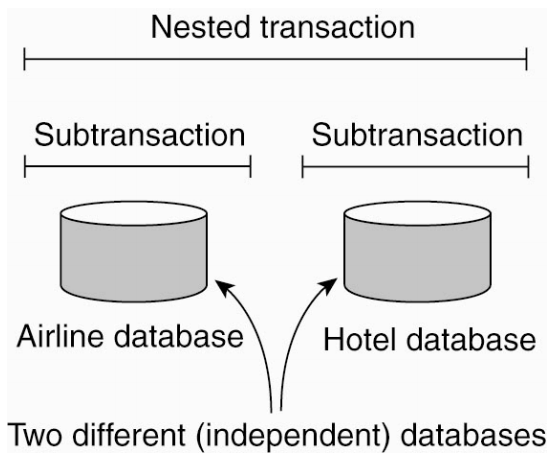 Nested transaction
Subtransaction
Subtransaction
Airline database
Hotel database
Two different (independent) databases